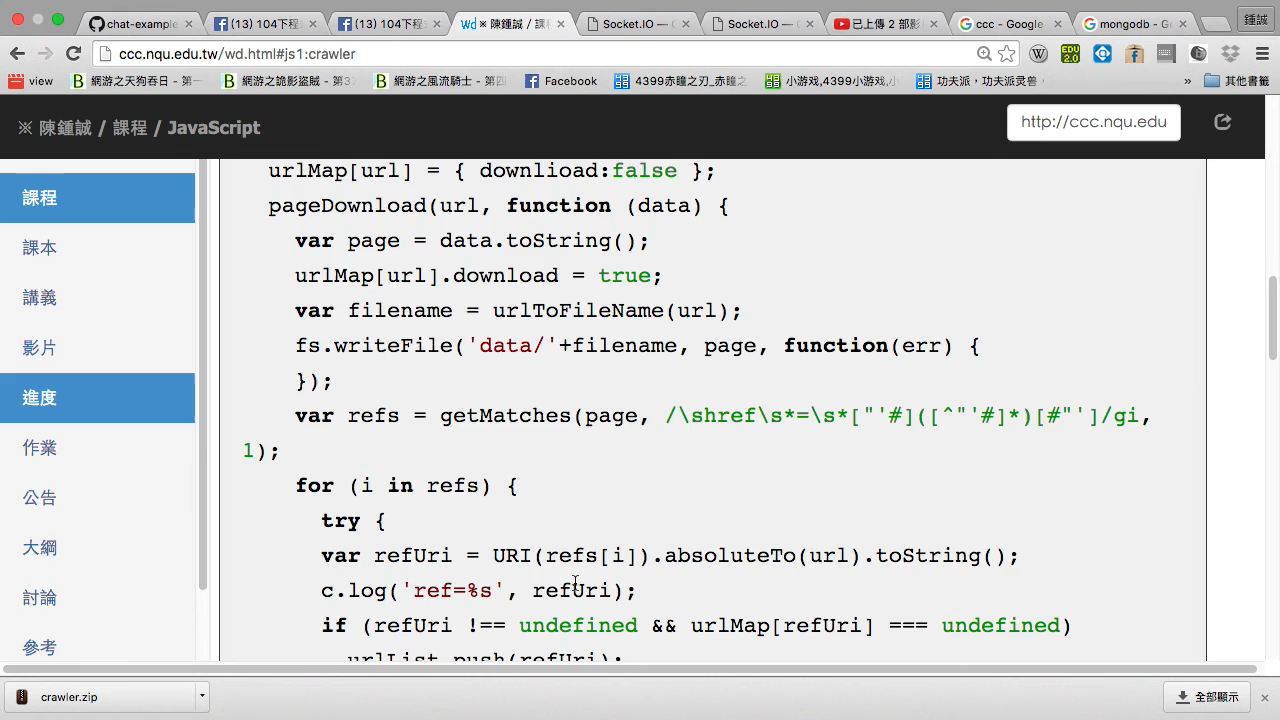 chat-example
(13) 104下程
(13) 104下程
Wd ※ 陳鍾誠 / 課程
Socket.IO —
Socket.IO —
已上傳 2 部
ccc - Google
mongodb - Go
鍾誠
ccc.nqu.edu.tw/wd.html#js1:crawler
EDU 2.0
view
網游之天狗吞日 - 第一
網游之詭影盗賊 - 第3
網游之風流騎士 - 第四
Facebook
4399赤瞳之刃_赤瞳之
小游戏,4399小游戏,小
功夫派，功夫派灵兽，
»
其他書籤
※ 陳鍾誠 / 課程 / JavaScript
http://ccc.nqu.edu
課程
課本
講義
影片
進度
作業
公告
大綱
討論
參考
urlMap[url] = { downlioad:false };
pageDownload(url, function (data) {
var page = data.toString();
urlMap[url].download = true;
var filename = urlToFileName(url);
fs.writeFile('data/'+filename, page, function(err) {
});
var refs = getMatches(page, /\shref\s*=\s*["'#]([^"'#]*)[#"']/gi,
1);
for (i in refs) {
try {
var refUri = URI(refs[i]).absoluteTo(url).toString();
c.log('ref=%s', refUri);
if (refUri !== undefined && urlMap[refUri] === undefined)
urlList.push(refUri);
crawler.zip
全部顯示